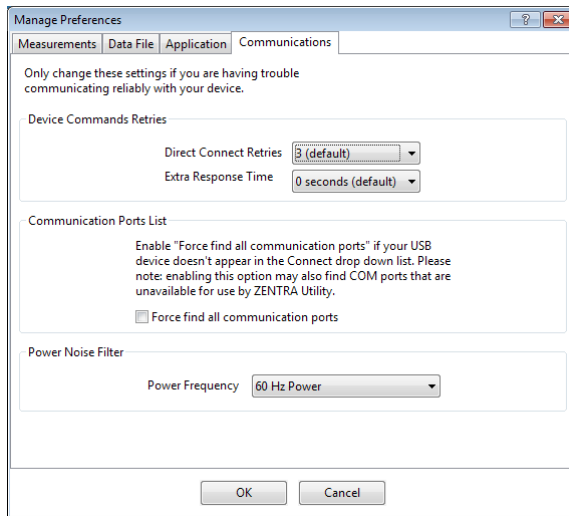 Manage Preferences
Measurements Data File Application Communications
Only change these settings if you are having trouble
communicating reliably with your device.
Device Commands Retries
Direct Connect Retries 3 (default)
Extra Response Time 0 seconds (default)
Communication Ports List
Enable "Force find all communication ports" if your USB
device doesn't appear in the Connect drop down list. Please
note: enabling this option may also find COM ports that are
unavailable for use by ZENTRA Utility.
Force find all communication ports
Power Noise Filter
Power Frequency 60 Hz Power
OK Cancel